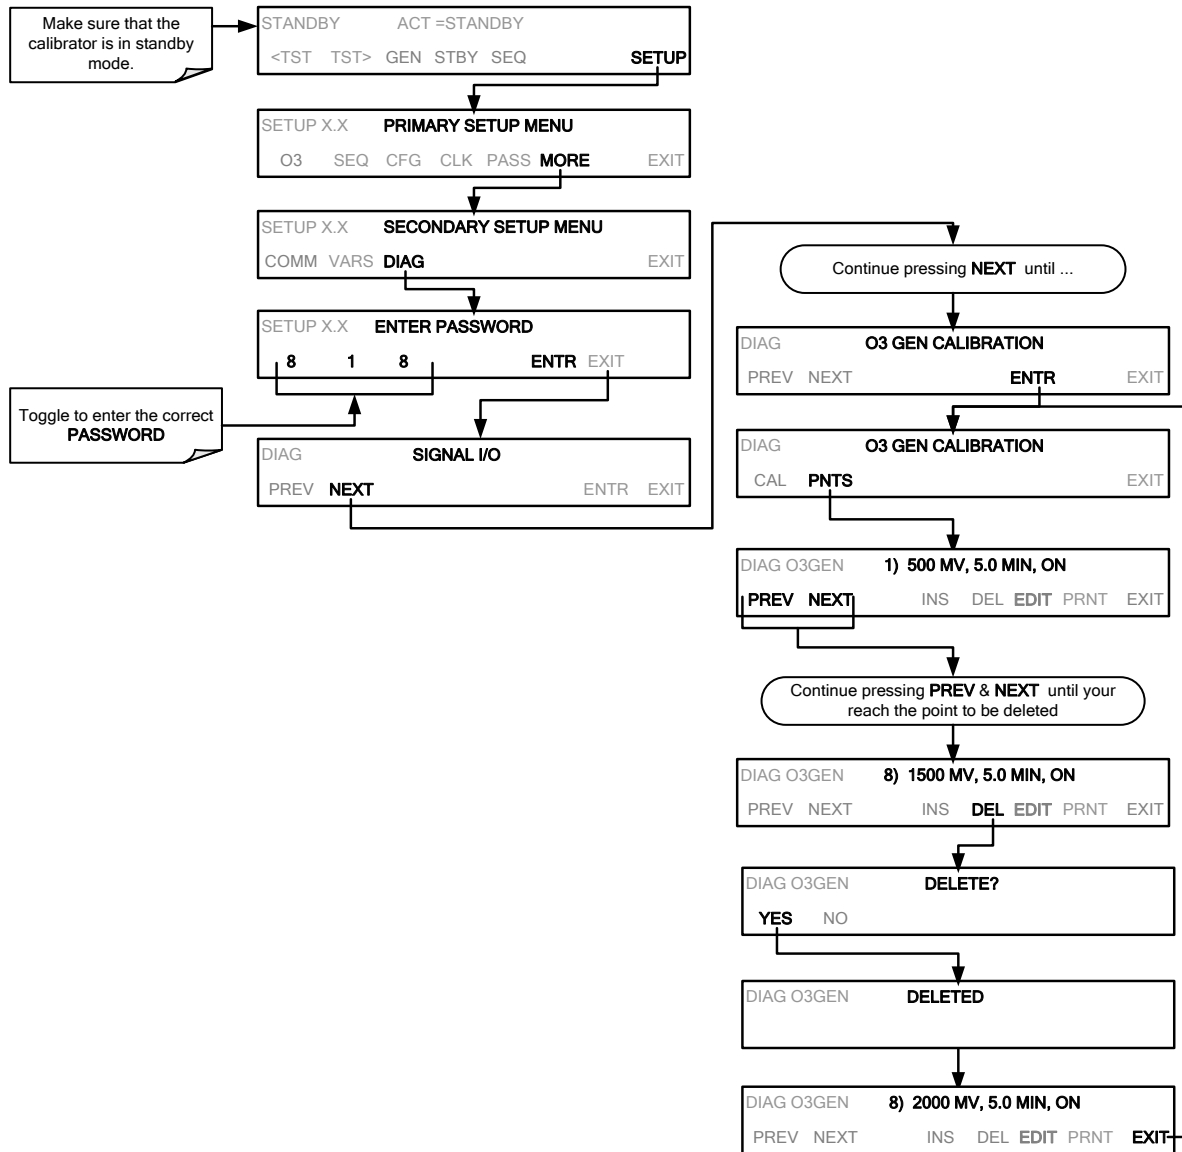 Make sure that the
calibrator is in standby
mode.
STANDBY ACT =STANDBY
<TST TST> GEN STBY SEQ SETUP
SETUP X.X PRIMARY SETUP MENU
O3 SEQ CFG CLK PASS MORE EXIT
SETUP X.X SECONDARY SETUP MENU
COMM VARS DIAG EXIT
SETUP X.X ENTER PASSWORD
8 1 8 ENTR EXIT
Toggle to enter the correct
PASSWORD
DIAG SIGNAL I/O
PREV NEXT ENTR EXIT
Continue pressing NEXT until ...
DIAG O3 GEN CALIBRATION
PREV NEXT ENTR EXIT
DIAG O3 GEN CALIBRATION
CAL PNTS EXIT
DIAG O3GEN 1) 500 MV, 5.0 MIN, ON
PREV NEXT INS DEL EDIT PRNT EXIT
Continue pressing PREV & NEXT until your
reach the point to be deleted
DIAG O3GEN 8) 1500 MV, 5.0 MIN, ON
PREV NEXT INS DEL EDIT PRNT EXIT
DIAG O3GEN DELETE?
YES NO
DIAG O3GEN DELETED
DIAG O3GEN 8) 2000 MV, 5.0 MIN, ON
PREV NEXT INS DEL EDIT PRNT EXIT